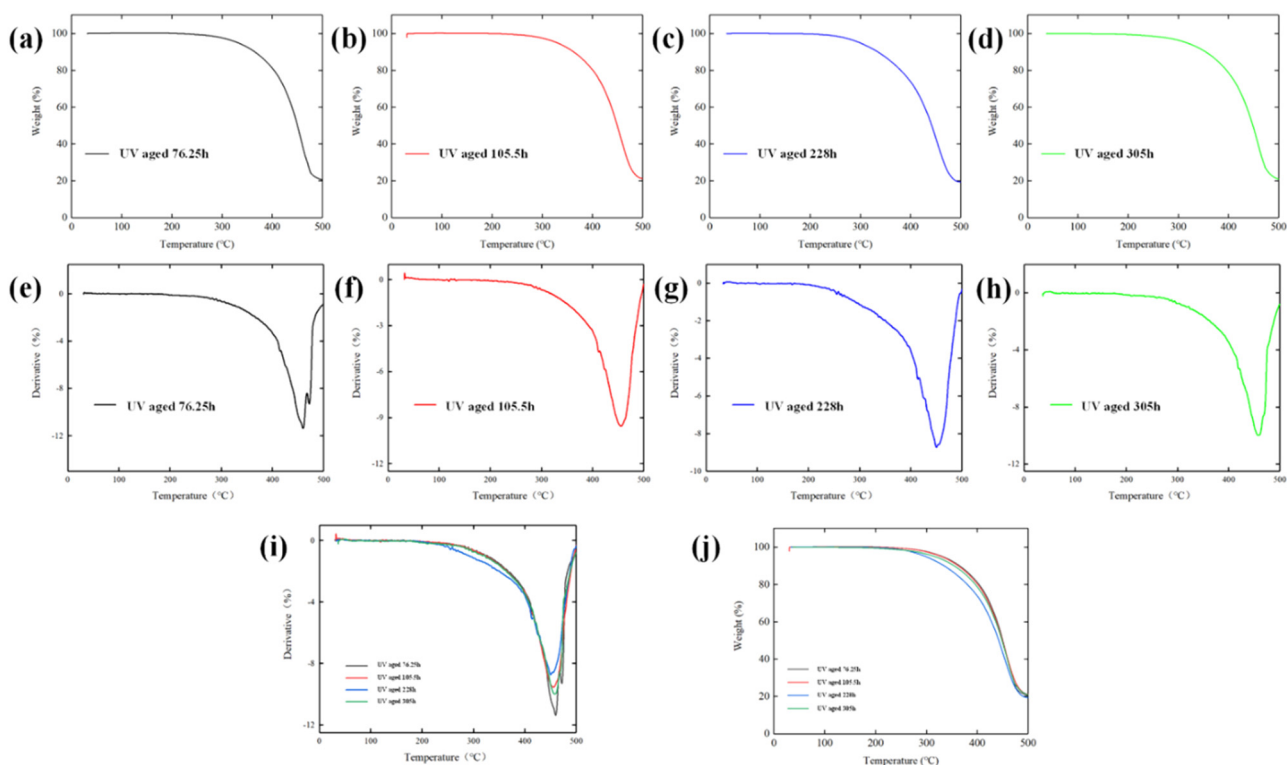 (a)
100
80
60
40
20
0
Weight (%)
UV aged 76.25h
0 100 200 300 400 500
Temperature (°C)
(b)
100
80
60
40
20
0
Weight (%)
UV aged 105.5h
0 100 200 300 400 500
Temperature (°C)
(c)
100
80
60
40
20
0
Weight (%)
UV aged 228h
0 100 200 300 400 500
Temperature (°C)
(d)
100
80
60
40
20
0
Weight (%)
UV aged 305h
0 100 200 300 400 500
Temperature (°C)
(e)
0
-4
-8
-12
Derivative（%）
UV aged 76.25h
0 100 200 300 400 500
Temperature（°C）
(f)
0
-3
-6
-9
-12
Derivative（%）
UV aged 105.5h
0 100 200 300 400 500
Temperature（°C）
(g)
0
-2
-4
-6
-8
-10
Derivative（%）
UV aged 228h
0 100 200 300 400 500
Temperature（°C）
(h)
0
-4
-8
-12
Derivative（%）
UV aged 305h
0 100 200 300 400 500
Temperature（°C）
(i)
0
-4
-8
-12
Derivative（%）
UV aged 76.25h
UV aged 105.5h
UV aged 228h
UV aged 305h
0 100 200 300 400 500
Temperature（°C）
(j)
100
80
60
40
20
0
Weight (%)
UV aged 76.25h
UV aged 105.5h
UV aged 228h
UV aged 305h
0 100 200 300 400 500
Temperature (°C)